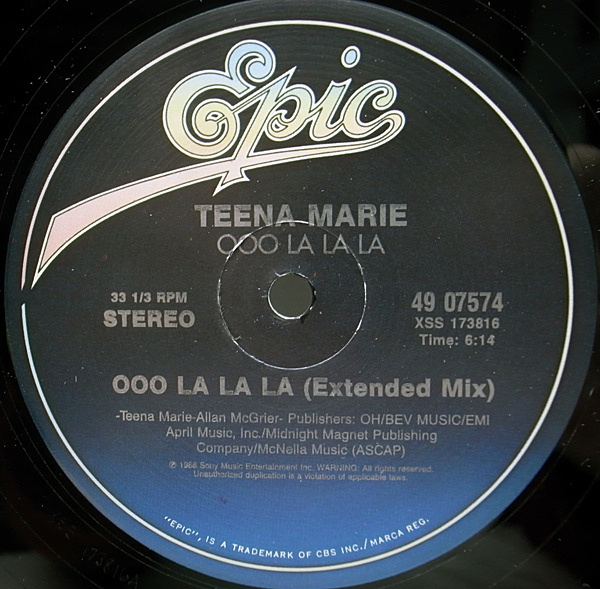 Epic
TEENA MARIE
OOO LA LA LA
33 1/3 RPM
STEREO
49 07574
XSS 173816
Time: 6:14
OOO LA LA LA (Extended Mix)
-Teena Marie-Allan McGrier- Publishers: OH/BEV MUSIC/EMI
April Music, Inc./Midnight Magnet Publishing
Company/McNella Music (ASCAP)
℗ 1988 Sony Music Entertainment Inc. WARNING: All rights reserved.
Unauthorized duplication is a violation of applicable laws.
"EPIC", IS A TRADEMARK OF CBS INC./MARCA REG.